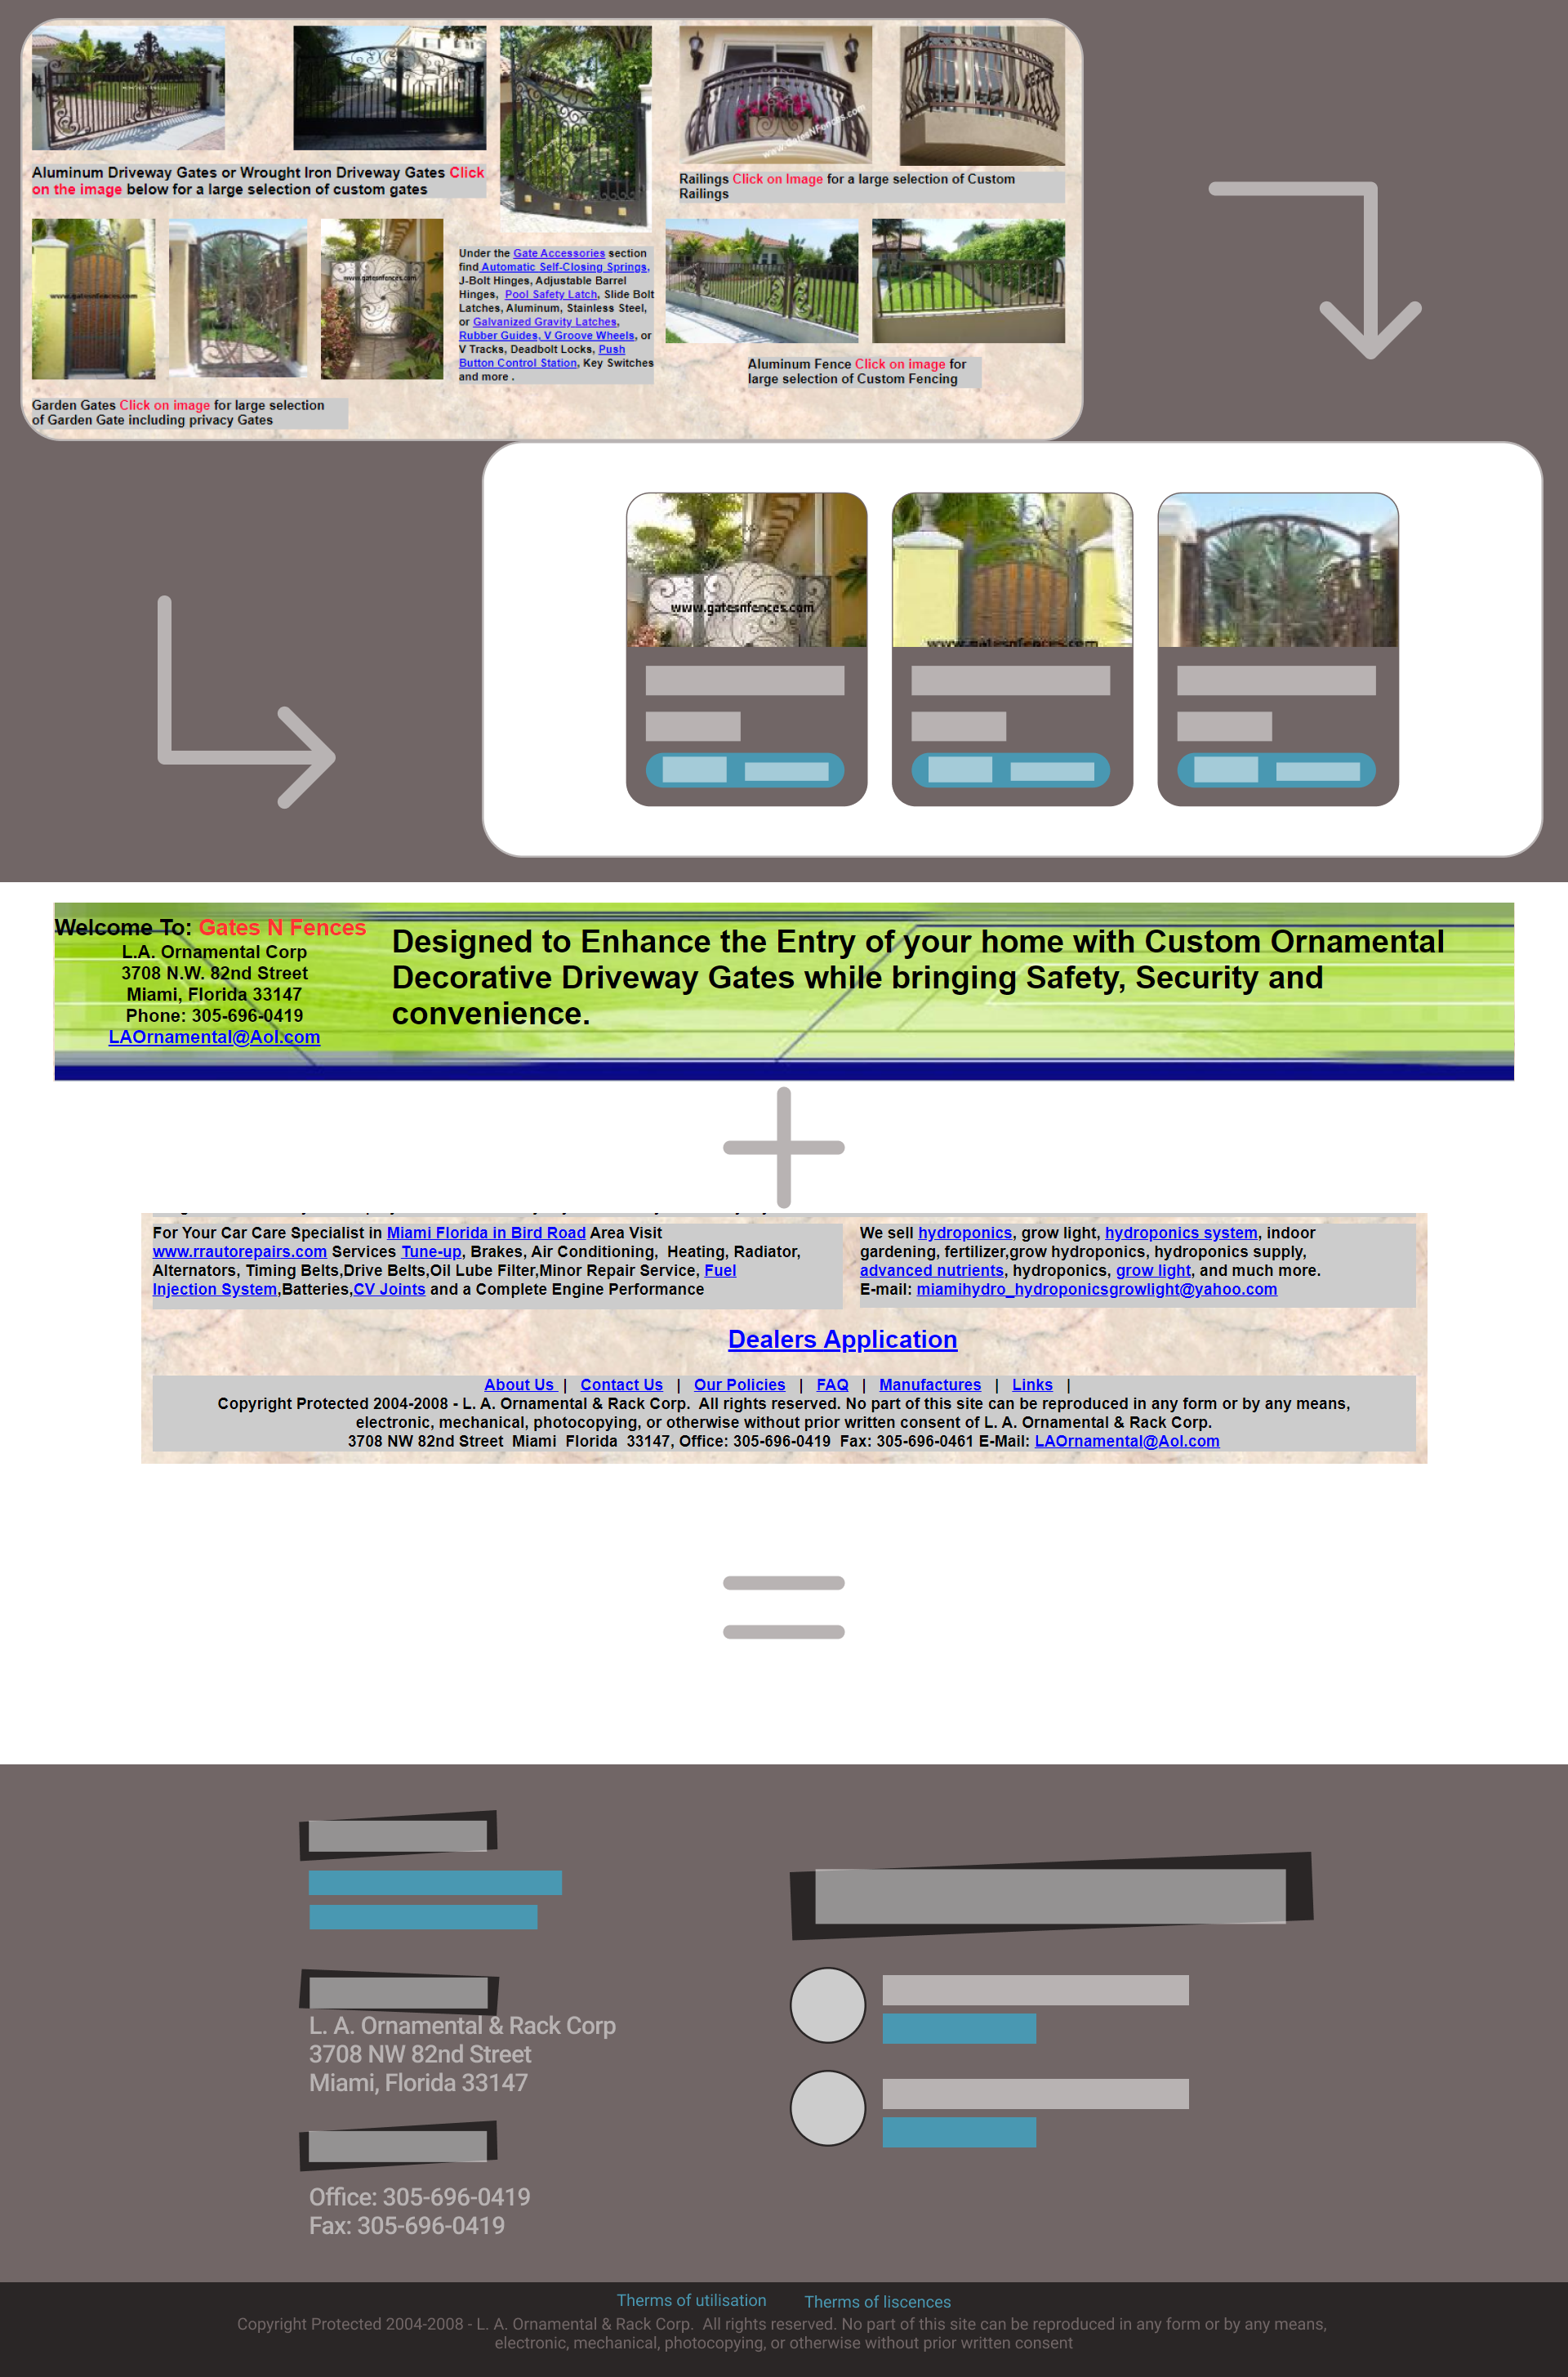 Aluminum Driveway Gates or Wrought Iron Driveway Gates Click
on the image below for a large selection of custom gates
www.GatesNFences.com
Railings Click on Image for a large selection of Custom
Railings
www.gatesnfences.com
www.gatesnfences.com
Under the Gate Accessories section
find Automatic Self-Closing Springs,
J-Bolt Hinges, Adjustable Barrel
Hinges, Pool Safety Latch, Slide Bolt
Latches, Aluminum, Stainless Steel,
or Galvanized Gravity Latches,
Rubber Guides, V Groove Wheels, or
V Tracks, Deadbolt Locks, Push
Button Control Station, Key Switches
and more .
Aluminum Fence Click on image for
large selection of Custom Fencing
Garden Gates Click on image for large selection
of Garden Gate including privacy Gates
www.gatesnfences.com
www.gatesnfences.com
Welcome To: Gates N Fences
L.A. Ornamental Corp
3708 N.W. 82nd Street
Miami, Florida 33147
Phone: 305-696-0419
LAOrnamental@Aol.com
Designed to Enhance the Entry of your home with Custom Ornamental
Decorative Driveway Gates while bringing Safety, Security and
convenience.
For Your Car Care Specialist in Miami Florida in Bird Road Area Visit
www.rrautorepairs.com Services Tune-up, Brakes, Air Conditioning, Heating, Radiator,
Alternators, Timing Belts,Drive Belts,Oil Lube Filter,Minor Repair Service, Fuel
Injection System,Batteries,CV Joints and a Complete Engine Performance
We sell hydroponics, grow light, hydroponics system, indoor
gardening, fertilizer,grow hydroponics, hydroponics supply,
advanced nutrients, hydroponics, grow light, and much more.
E-mail: miamihydro_hydroponicsgrowlight@yahoo.com
Dealers Application
About Us | Contact Us | Our Policies | FAQ | Manufactures | Links |
Copyright Protected 2004-2008 - L. A. Ornamental & Rack Corp. All rights reserved. No part of this site can be reproduced in any form or by any means,
electronic, mechanical, photocopying, or otherwise without prior written consent of L. A. Ornamental & Rack Corp.
3708 NW 82nd Street Miami Florida 33147, Office: 305-696-0419 Fax: 305-696-0461 E-Mail: LAOrnamental@Aol.com
L. A. Ornamental & Rack Corp
3708 NW 82nd Street
Miami, Florida 33147
Office: 305-696-0419
Fax: 305-696-0419
Therms of utilisation Therms of liscences
Copyright Protected 2004-2008 - L. A. Ornamental & Rack Corp. All rights reserved. No part of this site can be reproduced in any form or by any means,
electronic, mechanical, photocopying, or otherwise without prior written consent